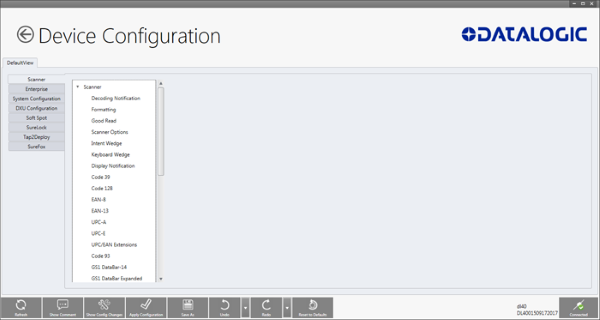 Device Configuration
DATALOGIC
DefaultView
Scanner
Enterprise
System Configuration
DXU Configuration
Soft Spot
SureLock
Tap2Deploy
SureFox
Scanner
Decoding Notification
Formatting
Good Read
Scanner Options
Intent Wedge
Keyboard Wedge
Display Notification
Code 39
Code 128
EAN-8
EAN-13
UPC-A
UPC-E
UPC/EAN Extensions
Code 93
GS1 DataBar-14
GS1 DataBar Expanded
Refresh
Show Comment
Show Config Changes
Apply Configuration
Save As
Undo
Redo
Reset to Defaults
dl40
DL4001509172017
Connected